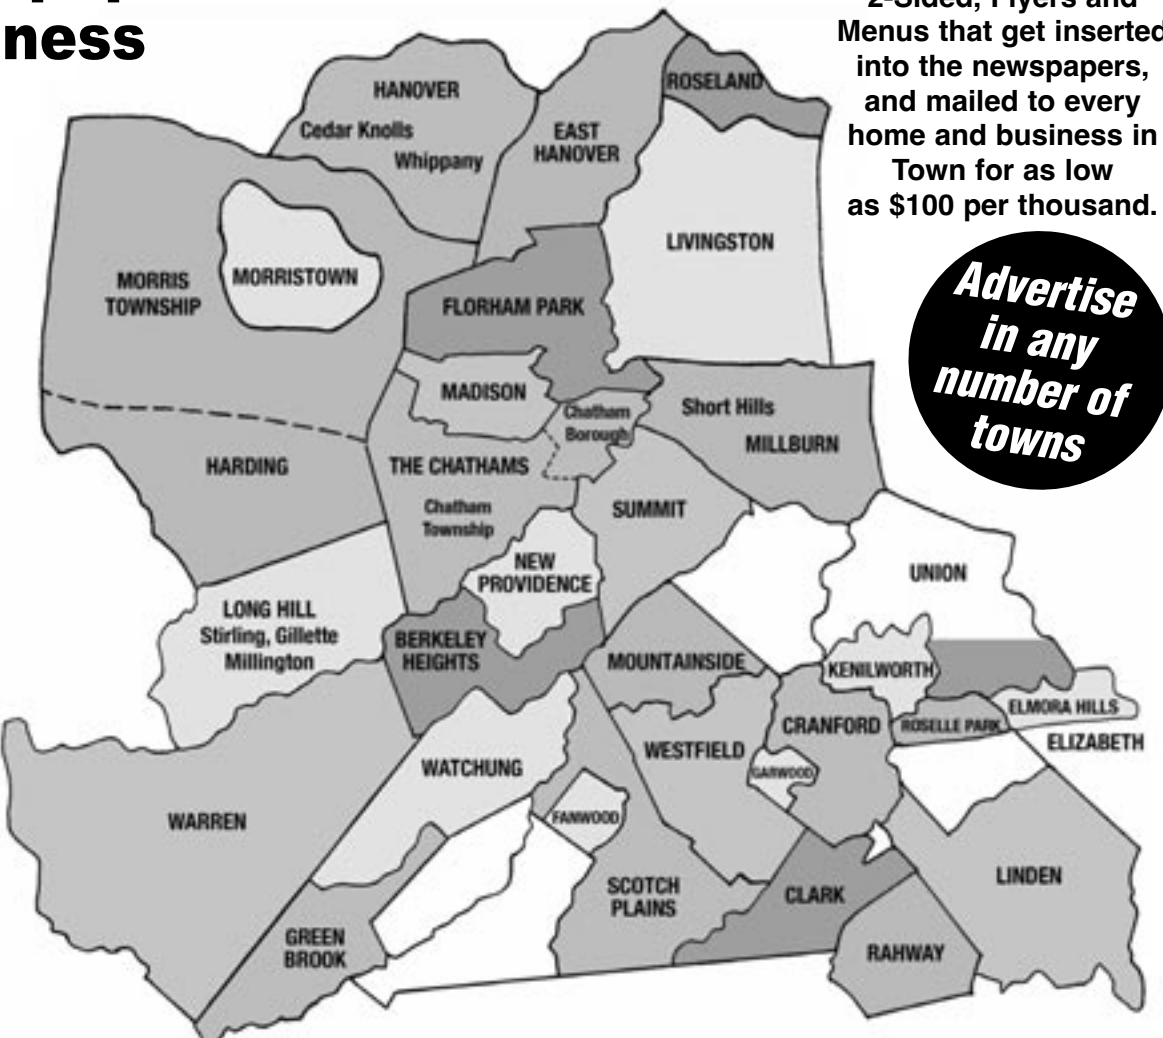 ness
2-Sided, Flyers and
Menus that get inserted
into the newspapers,
and mailed to every
home and business in
Town for as low
as $100 per thousand.
Advertise
in any
number of
towns
HANOVER
Cedar Knolls
Whippany
EAST
HANOVER
ROSELAND
LIVINGSTON
MORRIS
TOWNSHIP
MORRISTOWN
FLORHAM PARK
MADISON
Chatham
Borough
Short Hills
MILLBURN
HARDING
THE CHATHAMS
Chatham
Township
SUMMIT
NEW
PROVIDENCE
UNION
LONG HILL
Stirling, Gillette
Millington
BERKELEY
HEIGHTS
MOUNTAINSIDE
KENILWORTH
ELMORA HILLS
CRANFORD
ROSELLE PARK
ELIZABETH
WESTFIELD
GARWOOD
WATCHUNG
WARREN
FANWOOD
SCOTCH
PLAINS
CLARK
LINDEN
GREEN
BROOK
RAHWAY